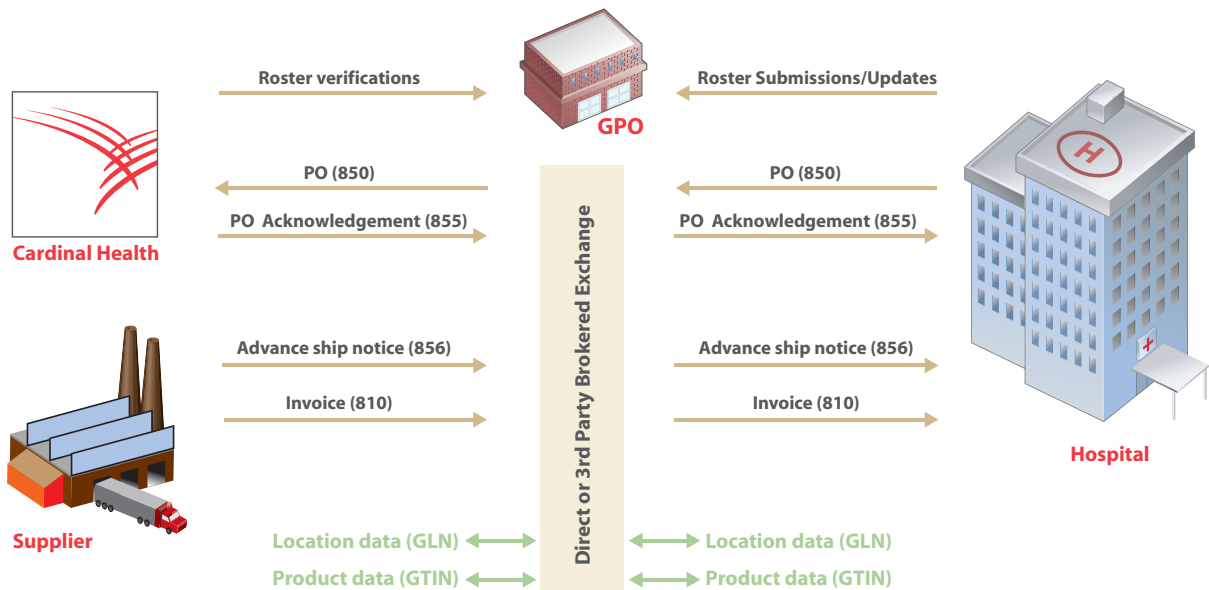 Roster verifications
GPO
Roster Submissions/Updates
H
PO (850)
PO (850)
PO  Acknowledgement (855)
PO  Acknowledgement (855)
Cardinal Health
Direct or 3rd Party Brokered Exchange
Advance ship notice (856)
Advance ship notice (856)
Invoice (810)
Invoice (810)
Hospital
Supplier
Location data (GLN)
Location data (GLN)
Product data (GTIN)
Product data (GTIN)